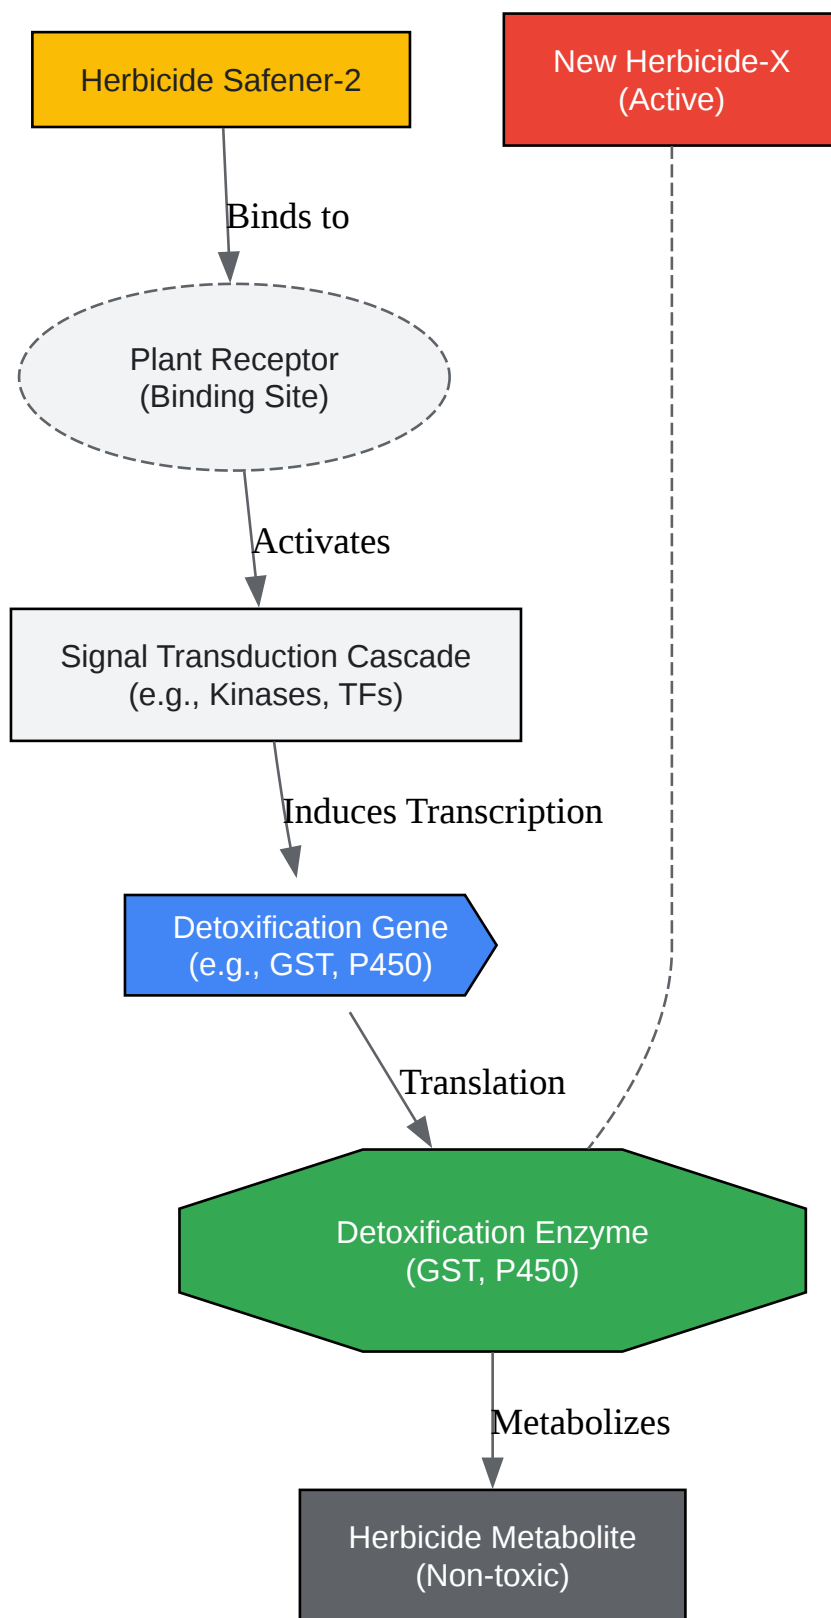 Herbicide Safener-2
New Herbicide-X
(Active)
Binds to
Plant Receptor
(Binding Site)
Activates
Signal Transduction Cascade
(e.g., Kinases, TFs)
Induces Transcription
Detoxification Gene
(e.g., GST, P450)
Translation
Detoxification Enzyme
(GST, P450)
Metabolizes
Herbicide Metabolite
(Non-toxic)